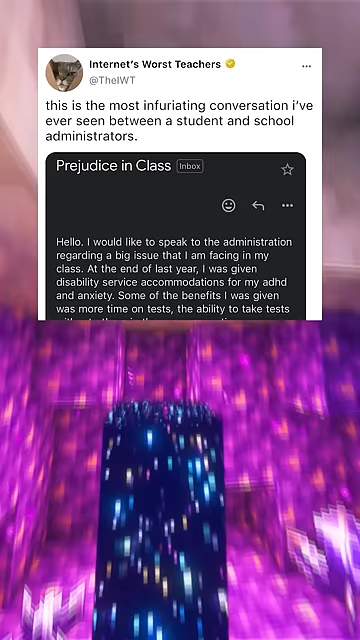 Internet's Worst Teachers
@TheIWT
this is the most infuriating conversation i've
ever seen between a student and school
administrators.
Prejudice in Class Inbox
Hello. I would like to speak to the administration
regarding a big issue that I am facing in my
class. At the end of last year, I was given
disability service accommodations for my adhd
and anxiety. Some of the benefits I was given
was more time on tests, the ability to take tests